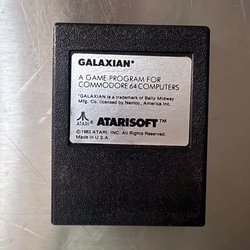 GALAXIAN*
A GAME PROGRAM FOR
COMMODORE 64 COMPUTERS
*GALAXIAN is a trademark of Bally Midway
Mfg. Co. licensed by Namco, America Inc.
ATARI ATARISOFT™
©1983 ATARI, INC. All Rights Reserved.
Made in U.S.A.